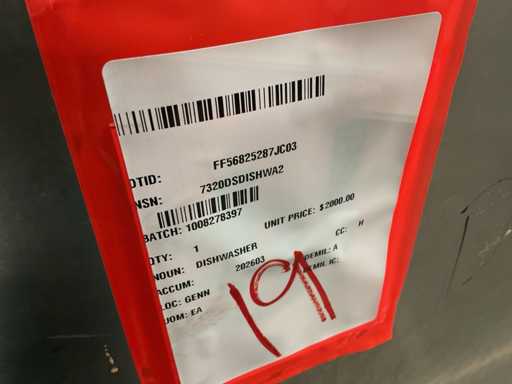 OTID: FF56825287JC03
NSN: 7320DSDISHWA2
BATCH: 1008278397
QTY: 1 UNIT PRICE: $2000.00
NOUN: DISHWASHER CC: H
ACCUM: 202603 DEMIL: A
LOC: GENN DEMIL IC:
UOM: EA
19